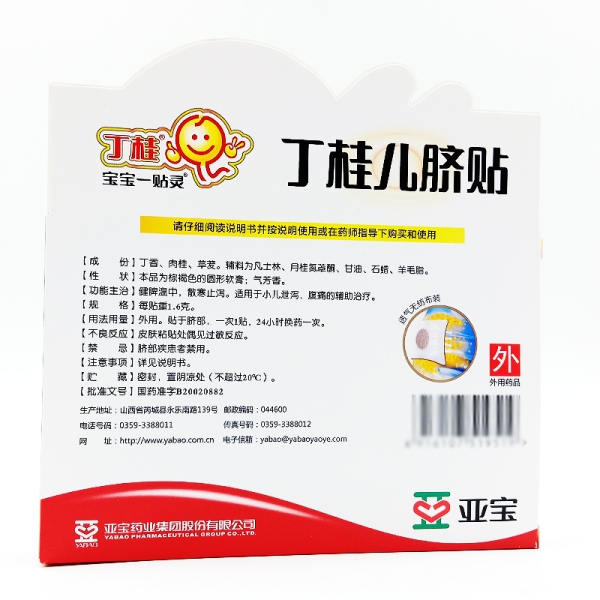 丁桂®
宝宝一贴灵®
丁桂儿脐贴
请仔细阅读说明书并按说明使用或在药师指导下购买和使用
【成 份】丁香、肉桂、荜茇。辅料为凡士林、月桂氮䓬酮、甘油、石蜡、羊毛脂。
【性 状】本品为棕褐色的圆形软膏；气芳香。
【功能主治】健脾温中，散寒止泻。适用于小儿泄泻、腹痛的辅助治疗。
【规 格】每贴重1.6克。
【用法用量】外用。贴于脐部，一次1贴，24小时换药一次。
【不良反应】皮肤粘贴处偶见过敏反应。
【禁 忌】脐部疾患者禁用。
【注意事项】详见说明书。
【贮 藏】密封，置阴凉处（不超过20℃）。
【批准文号】国药准字B20020882
生产地址：山西省芮城县永乐南路139号 邮政编码：044600
电话号码：0359-3388011 传真号码：0359-3388012
网 址：http://www.yabao.com.cn 电子信箱：yabao@yabaoyaoye.com
透气无纺布装
外
外用药品
YABAO
亚宝药业集团股份有限公司
YABAO PHARMACEUTICAL GROUP CO.,LTD.
亚宝